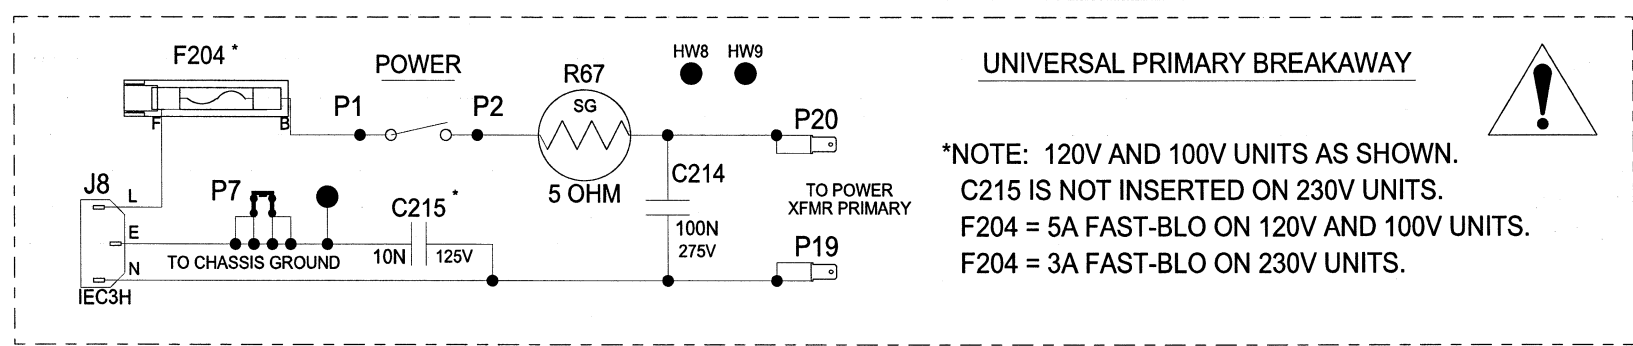 F204 *
POWER
HW8
HW9
UNIVERSAL PRIMARY BREAKAWAY
R67
SG
P1
P2
P20
F
B
5 OHM
C214
100N
275V
*NOTE: 120V AND 100V UNITS AS SHOWN.
C215 IS NOT INSERTED ON 230V UNITS.
F204 = 5A FAST-BLO ON 120V AND 100V UNITS.
F204 = 3A FAST-BLO ON 230V UNITS.
J8
L
P7
C215 *
TO POWER
XFMR PRIMARY
E
TO CHASSIS GROUND
10N
125V
P19
N
IEC3H
!